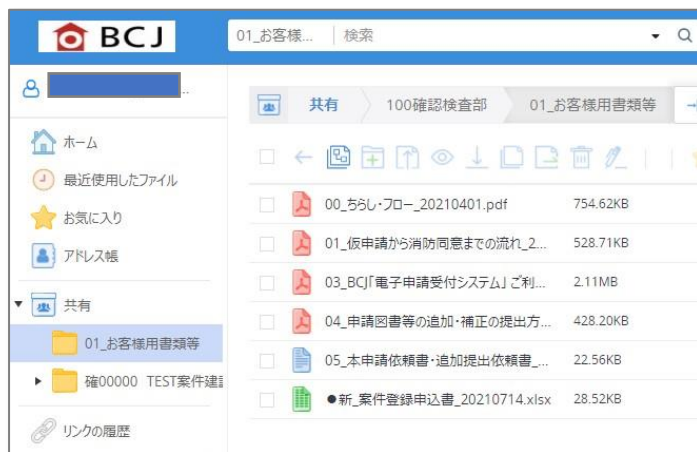 BCJ
01_お客様... 検索
...
共有 100確認検査部 01_お客様用書類等
ホーム
最近使用したファイル
お気に入り
アドレス帳
共有
01_お客様用書類等
確00000 TEST案件建
リンクの履歴
00_ちらし・フロー_20210401.pdf 754.62KB
01_仮申請から消防同意までの流れ_2... 528.71KB
03_BCJ「電子申請受付システム」ご利... 2.11MB
04_申請図書等の追加・補正の提出方... 428.20KB
05_本申請依頼書・追加提出依頼書_... 22.56KB
●新_案件登録申込書_20210714.xlsx 28.52KB